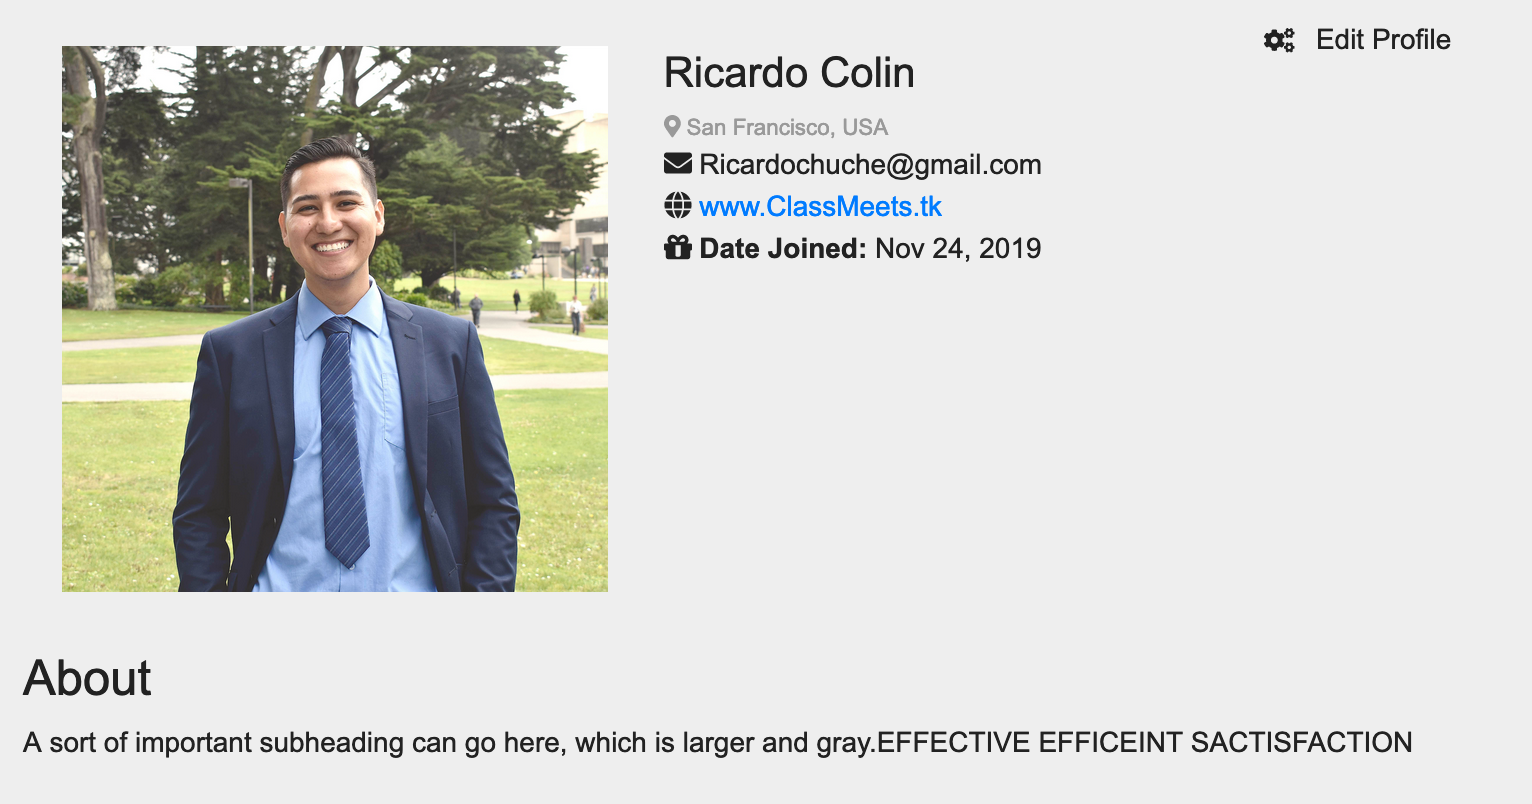 Edit Profile
Ricardo Colin
San Francisco, USA
Ricardochuche@gmail.com
www.ClassMeets.tk
Date Joined: Nov 24, 2019
About
A sort of important subheading can go here, which is larger and gray.EFFECTIVE EFFICEINT SACTISFACTION